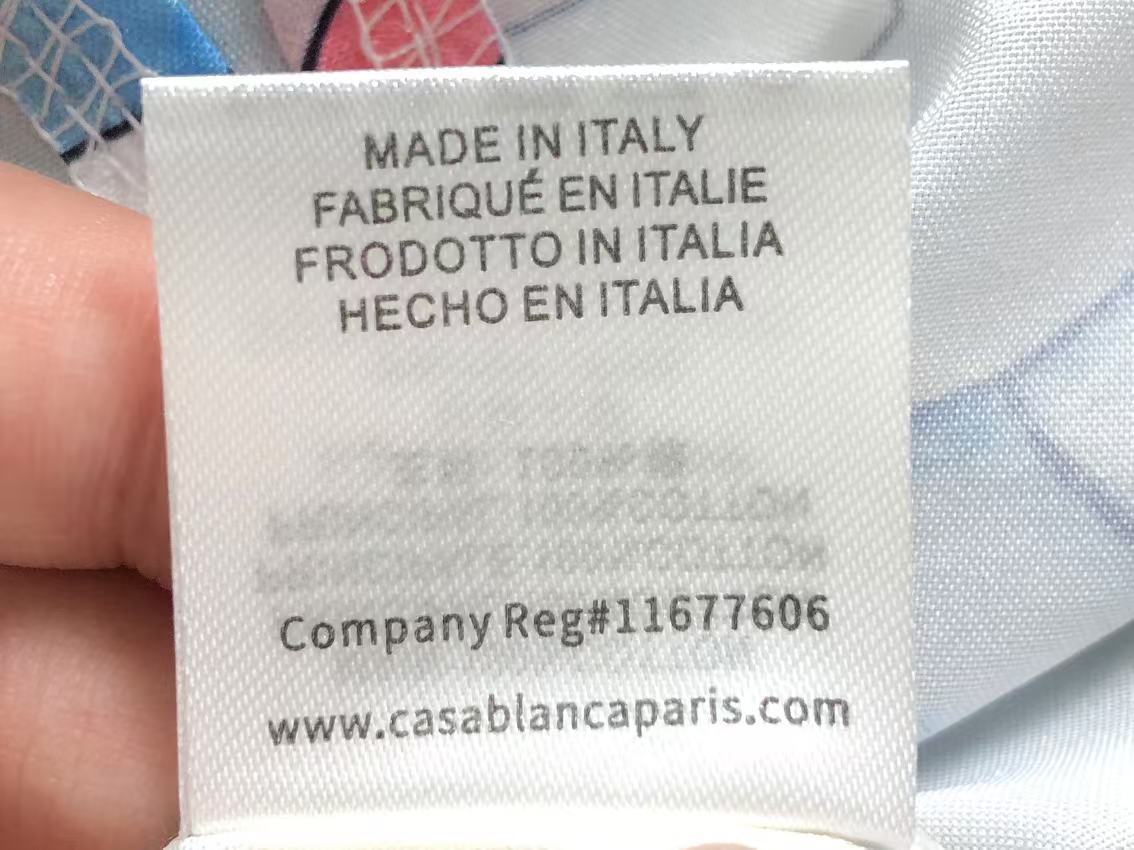 MADE IN ITALY
FABRIQUÉ EN ITALIE
FRODOTTO IN ITALIA
HECHO EN ITALIA
Company Reg#11677606
www.casablancaparis.com